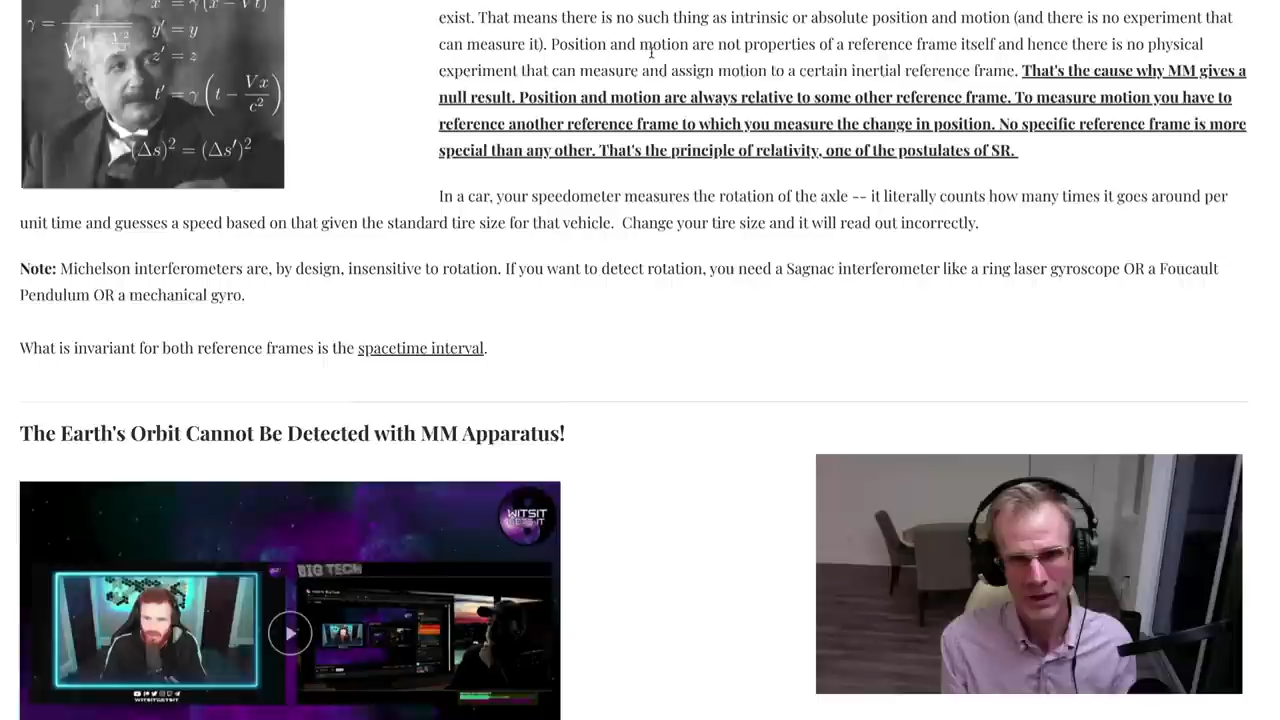 exist. That means there is no such thing as intrinsic or absolute position and motion (and there is no experiment that
can measure it). Position and motion are not properties of a reference frame itself and hence there is no physical
experiment that can measure and assign motion to a certain inertial reference frame. That's the cause why MM gives a
null result. Position and motion are always relative to some other reference frame. To measure motion you have to
reference another reference frame to which you measure the change in position. No specific reference frame is more
special than any other. That's the principle of relativity, one of the postulates of SR.
γ =
y′ = y
z′ = z
t′ = γ (t − Vx/c²)
(Δs)² = (Δs′)²
In a car, your speedometer measures the rotation of the axle -- it literally counts how many times it goes around per
unit time and guesses a speed based on that given the standard tire size for that vehicle. Change your tire size and it will read out incorrectly.
Note: Michelson interferometers are, by design, insensitive to rotation. If you want to detect rotation, you need a Sagnac interferometer like a ring laser gyroscope OR a Foucault
Pendulum OR a mechanical gyro.
What is invariant for both reference frames is the spacetime interval.
The Earth's Orbit Cannot Be Detected with MM Apparatus!
WITSIT
GETS IT
BIG TECH
WITSITGETSIT